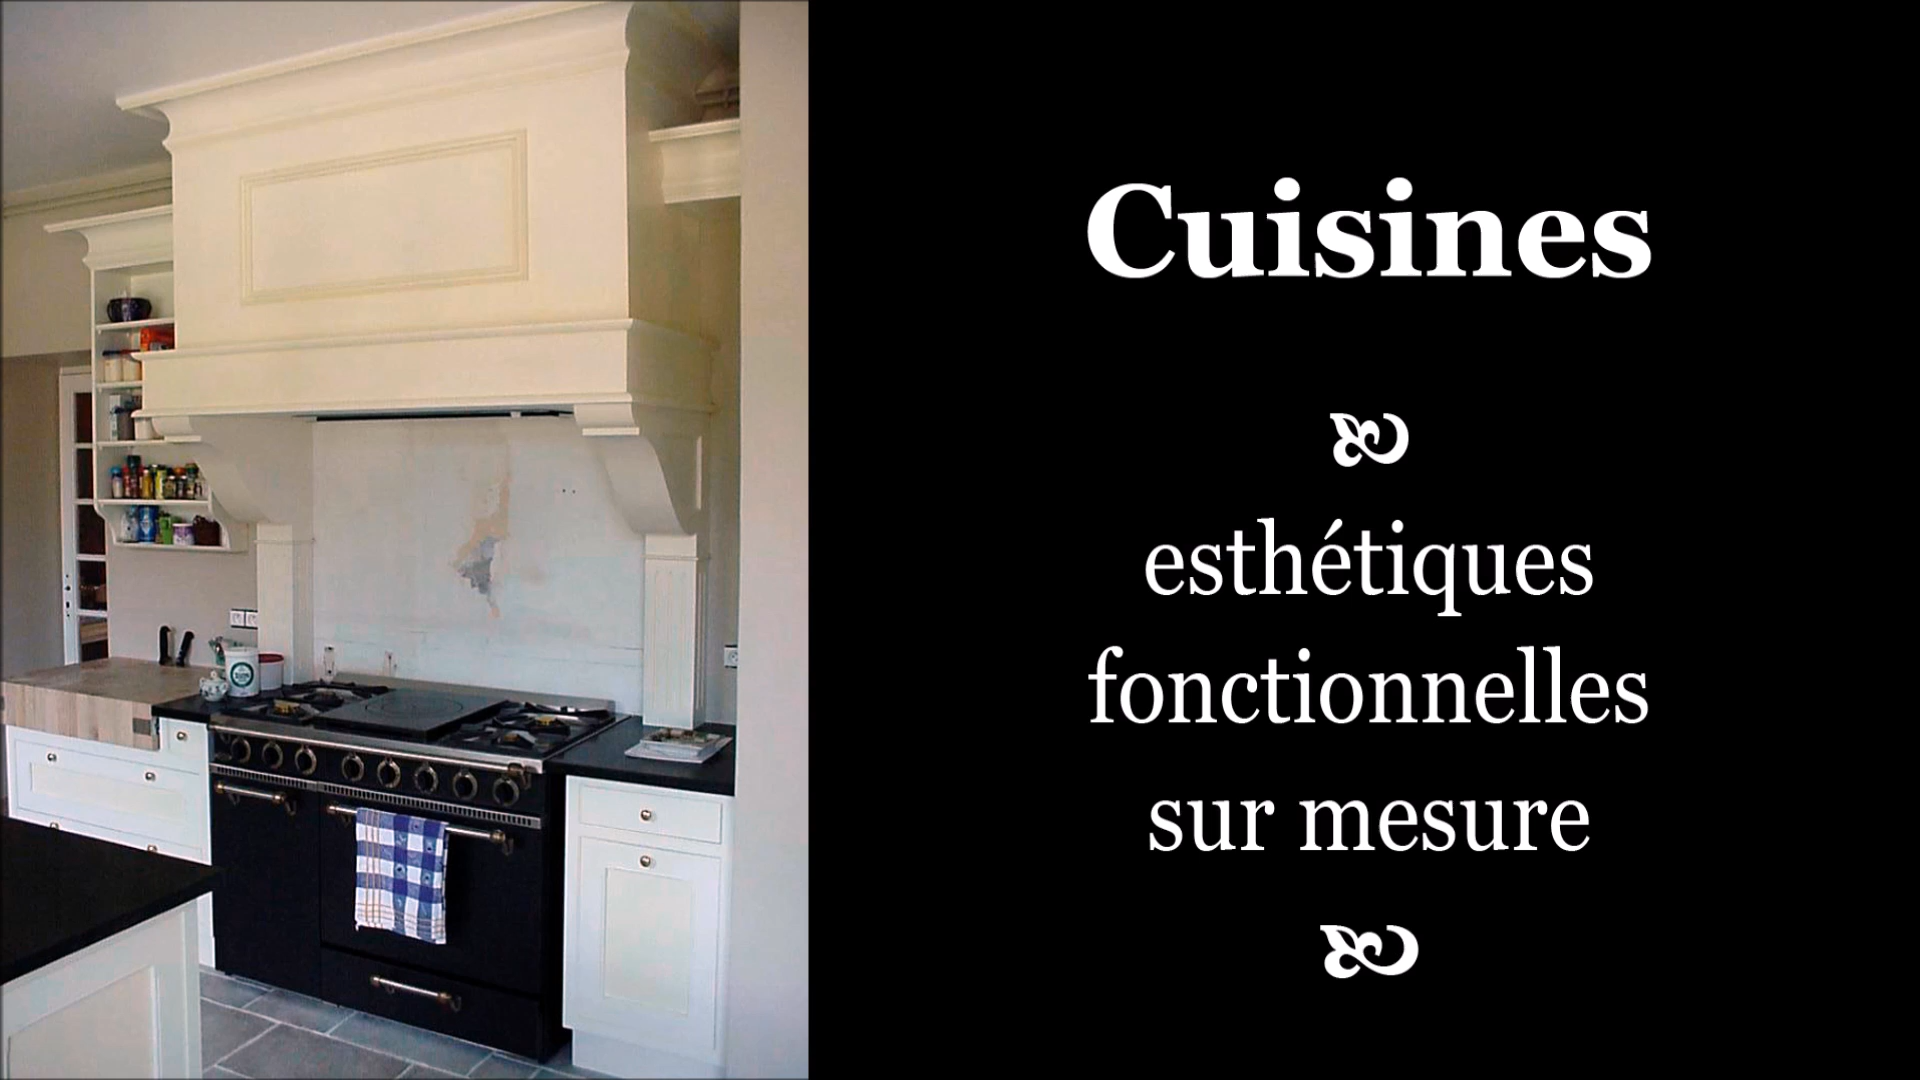 Cuisines
esthétiques
fonctionnelles
sur mesure